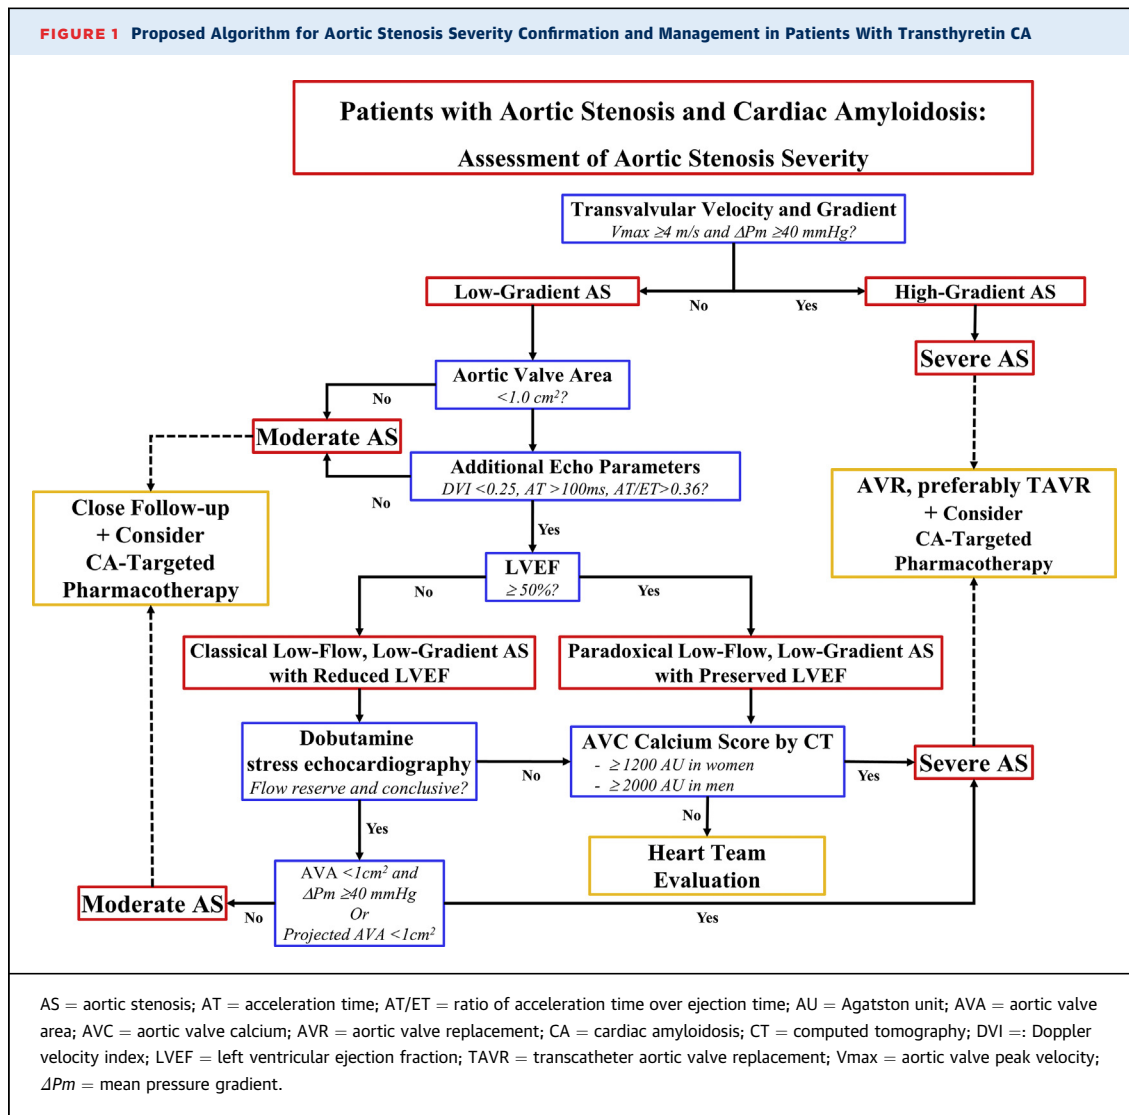 FIGURE 1 Proposed Algorithm for Aortic Stenosis Severity Confirmation and Management in Patients With Transthyretin CA
Patients with Aortic Stenosis and Cardiac Amyloidosis:
Assessment of Aortic Stenosis Severity
Transvalvular Velocity and Gradient
Vmax ≥4 m/s and ΔPm ≥40 mmHg?
Low-Gradient AS
No
Yes
High-Gradient AS
Severe AS
Aortic Valve Area
<1.0 cm²?
No
Moderate AS
Additional Echo Parameters
DVI <0.25, AT >100ms, AT/ET>0.36?
No
Yes
Close Follow-up
+ Consider
CA-Targeted
Pharmacotherapy
AVR, preferably TAVR
+ Consider
CA-Targeted
Pharmacotherapy
LVEF
≥ 50%?
No
Yes
Classical Low-Flow, Low-Gradient AS
with Reduced LVEF
Paradoxical Low-Flow, Low-Gradient AS
with Preserved LVEF
Dobutamine
stress echocardiography
Flow reserve and conclusive?
No
AVC Calcium Score by CT
- ≥1200 AU in women
- ≥2000 AU in men
Yes
Severe AS
Yes
No
Heart Team
Evaluation
AVA <1cm² and
ΔPm ≥40 mmHg
Or
Projected AVA <1cm²
Moderate AS
No
Yes
AS = aortic stenosis; AT = acceleration time; AT/ET = ratio of acceleration time over ejection time; AU = Agatston unit; AVA = aortic valve
area; AVC = aortic valve calcium; AVR = aortic valve replacement; CA = cardiac amyloidosis; CT = computed tomography; DVI =: Doppler
velocity index; LVEF = left ventricular ejection fraction; TAVR = transcatheter aortic valve replacement; Vmax = aortic valve peak velocity;
ΔPm = mean pressure gradient.